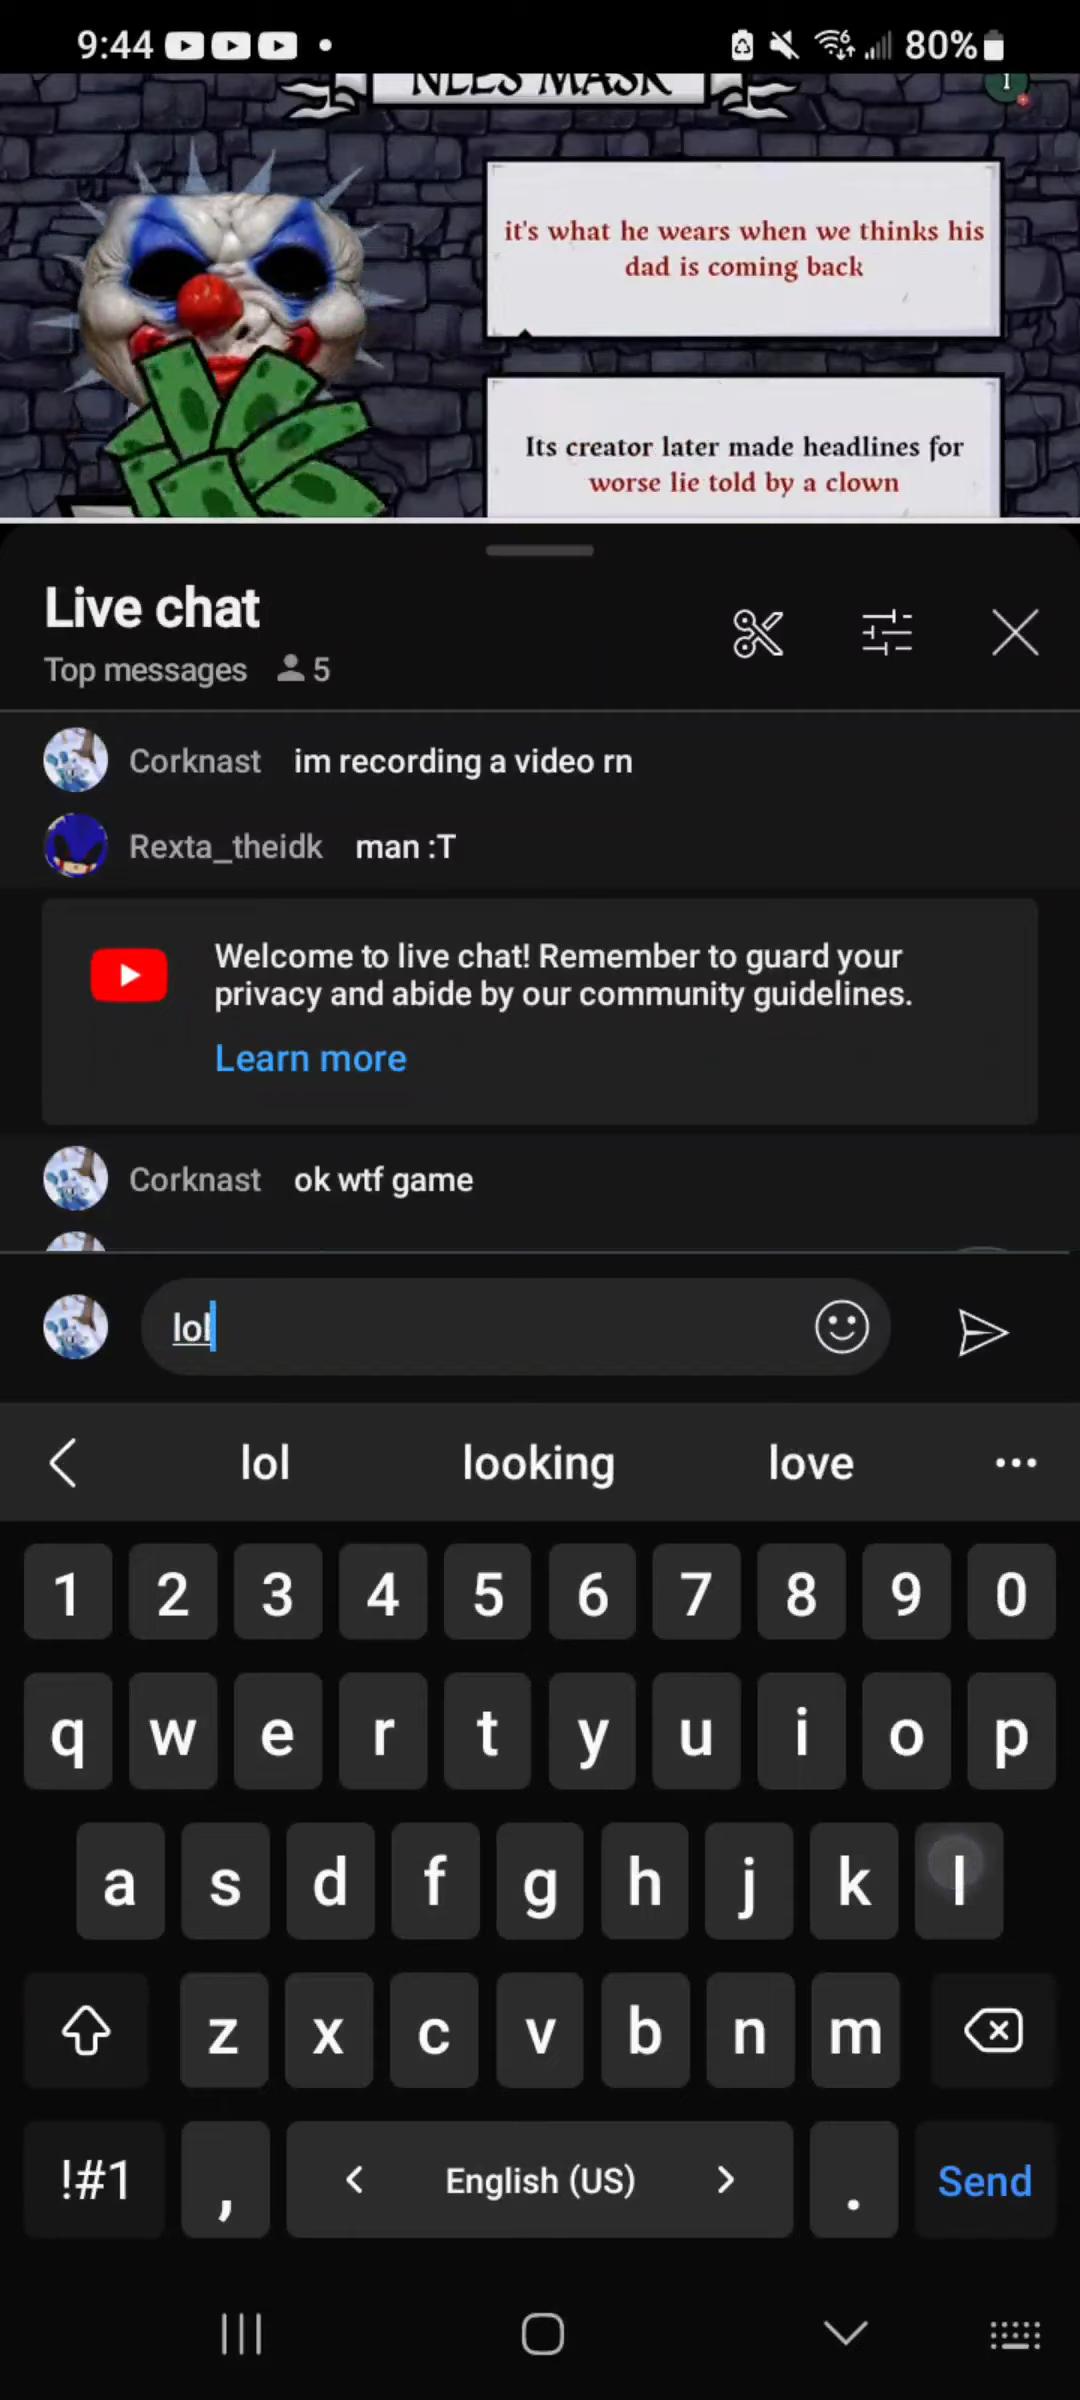 9:44
80%
NLES MASK
it's what he wears when we thinks his
dad is coming back
Its creator later made headlines for
worse lie told by a clown
Live chat
Top messages 5
Corknast im recording a video rn
Rexta_theidk man :T
Welcome to live chat! Remember to guard your
privacy and abide by our community guidelines.
Learn more
Corknast ok wtf game
lol
lol looking love
1 2 3 4 5 6 7 8 9 0
q w e r t y u i o p
a s d f g h j k l
z x c v b n m
!#1 , < English (US) > . Send